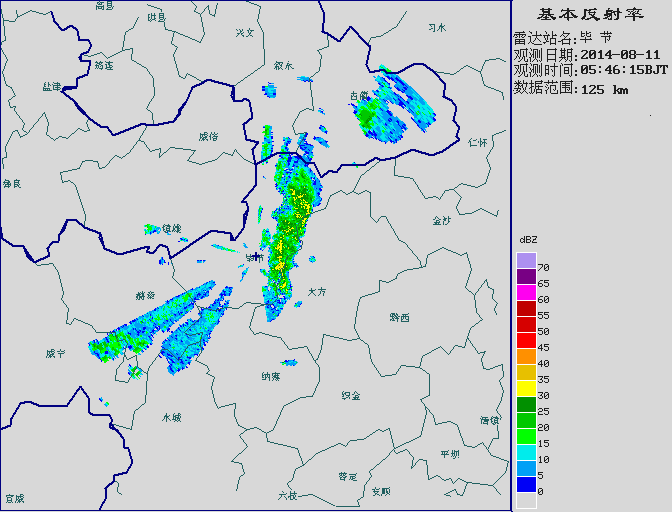 基本反射率
雷达站名:毕 节
观测日期:2014-08-11
观测时间:05:46:15BJT
数据范围:125 km
高县
珙县
兴文
习水
筠连
叙水
盐津
古蔺
威信
仁怀
彝良
金沙
镇雄
毕节
赫章
大方
黔西
威宁
纳雍
织金
水城
清镇
平坝
普定
六枝
安顺
宣威
dBZ
70
65
60
55
50
45
40
35
30
25
20
15
10
5
0